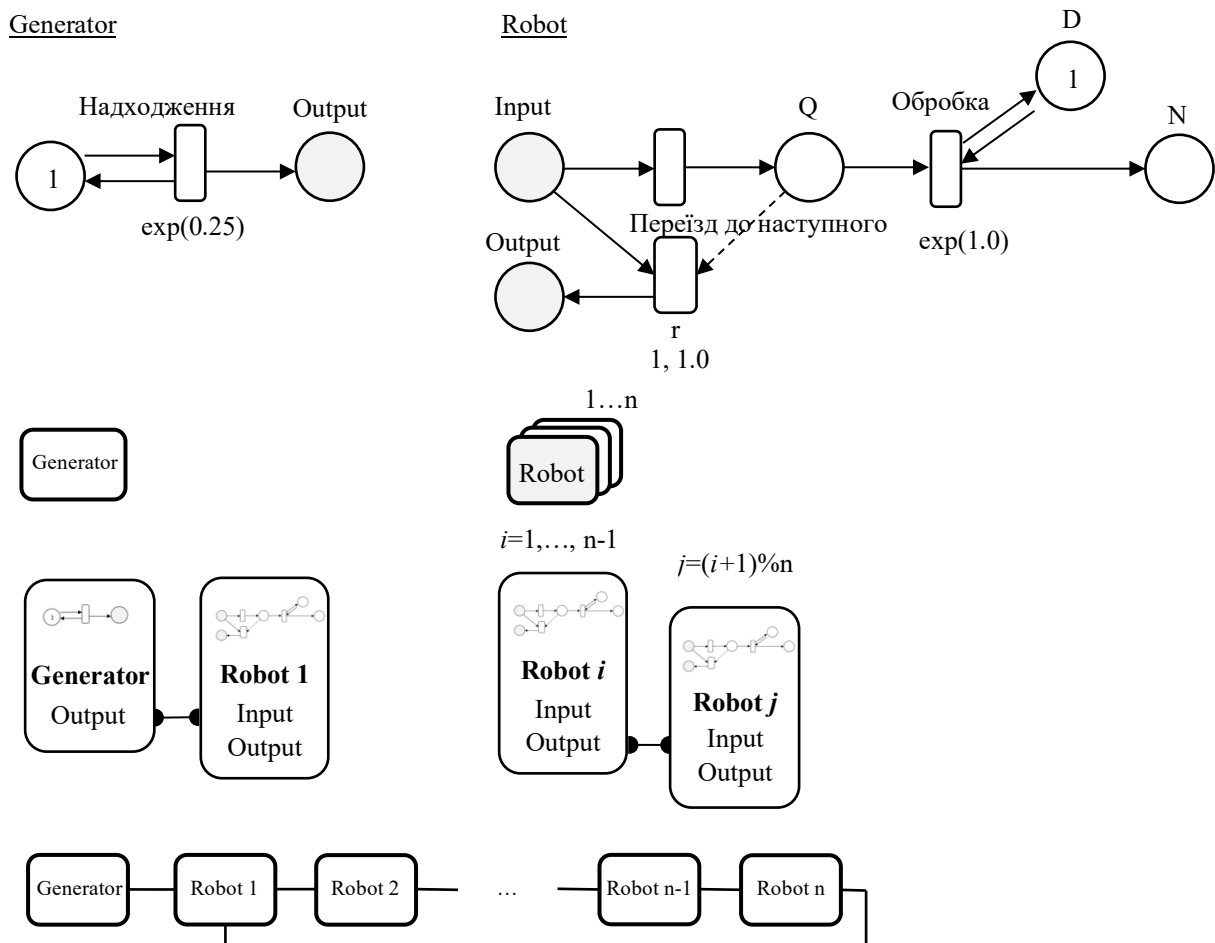 Generator
Robot
D
1
Надходження
Output
Input
Q
Обробка
N
1
exp(0.25)
Переїзд до наступного
exp(1.0)
Output
r
1, 1.0
1…n
Generator
Robot
i=1,…, n-1
j=(i+1)%n
Generator
Output
Robot 1
Input
Output
Robot i
Input
Output
Robot j
Input
Output
Generator
Robot 1
Robot 2
…
Robot n-1
Robot n